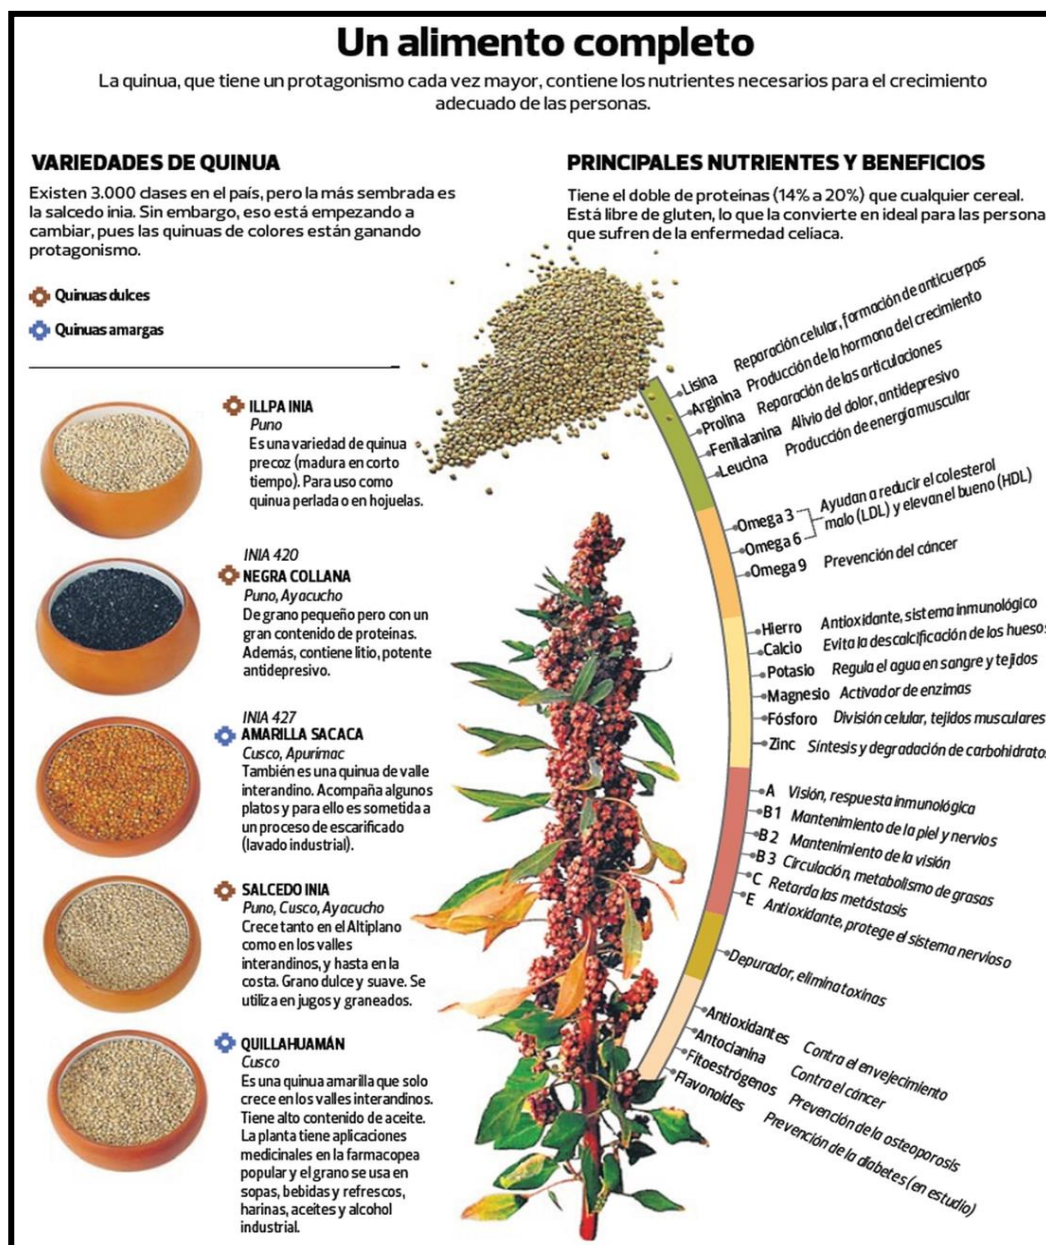 Un alimento completo
La quinua, que tiene un protagonismo cada vez mayor, contiene los nutrientes necesarios para el crecimiento
adecuado de las personas.
VARIEDADES DE QUINUA
Existen 3.000 clases en el país, pero la más sembrada es
la salcedo inia. Sin embargo, eso está empezando a
cambiar, pues las quinuas de colores están ganando
protagonismo.
Quinuas dulces
Quinuas amargas
ILLPA INIA
Puno
Es una variedad de quinua
precoz (madura en corto
tiempo). Para uso como
quinua perlada o en hojuelas.
INIA 420
NEGRA COLLANA
Puno, Ayacucho
De grano pequeño pero con un
gran contenido de proteínas.
Además, contiene litio, potente
antidepresivo.
INIA 427
AMARILLA SACACA
Cusco, Apurímac
También es una quinua de valle
interandino. Acompaña algunos
platos y para ello es sometida a
un proceso de escarificado
(lavado industrial).
SALCEDO INIA
Puno, Cusco, Ayacucho
Crece tanto en el Altiplano
como en los valles
interandinos, y hasta en la
costa. Grano dulce y suave. Se
utiliza en jugos y graneados.
QUILLAHUAMÁN
Cusco
Es una quinua amarilla que solo
crece en los valles interandinos.
Tiene alto contenido de aceite.
La planta tiene aplicaciones
medicinales en la farmacopea
popular y el grano se usa en
sopas, bebidas y refrescos,
harinas, aceites y alcohol
industrial.
PRINCIPALES NUTRIENTES Y BENEFICIOS
Tiene el doble de proteínas (14% a 20%) que cualquier cereal.
Está libre de gluten, lo que la convierte en ideal para las persona
que sufren de la enfermedad celíaca.
Lisina Reparación celular, formación de anticuerpos
Arginina Producción de la hormona del crecimiento
Prolina Reparación de las articulaciones
Fenilalanina Alivio del dolor, antidepresivo
Leucina Producción de energía muscular
Omega 3 Ayudan a reducir el colesterol
Omega 6 malo (LDL) y elevan el bueno (HDL)
Omega 9 Prevención del cáncer
Hierro Antioxidante, sistema inmunológico
Calcio Evita la descalcificación de los huesos
Potasio Regula el agua en sangre y tejidos
Magnesio Activador de enzimas
Fósforo División celular, tejidos musculares
Zinc Síntesis y degradación de carbohidratos
A Visión, respuesta inmunológica
B1 Mantenimiento de la piel y nervios
B2 Mantenimiento de la visión
B3 Circulación, metabolismo de grasas
C Retarda las metástasis
E Antioxidante, protege el sistema nervioso
Depurador, elimina toxinas
Antioxidantes Contra el envejecimiento
Antocianina Contra el cáncer
Fitoestrógenos Prevención de la osteoporosis
Flavonoides Prevención de la diabetes (en estudio)